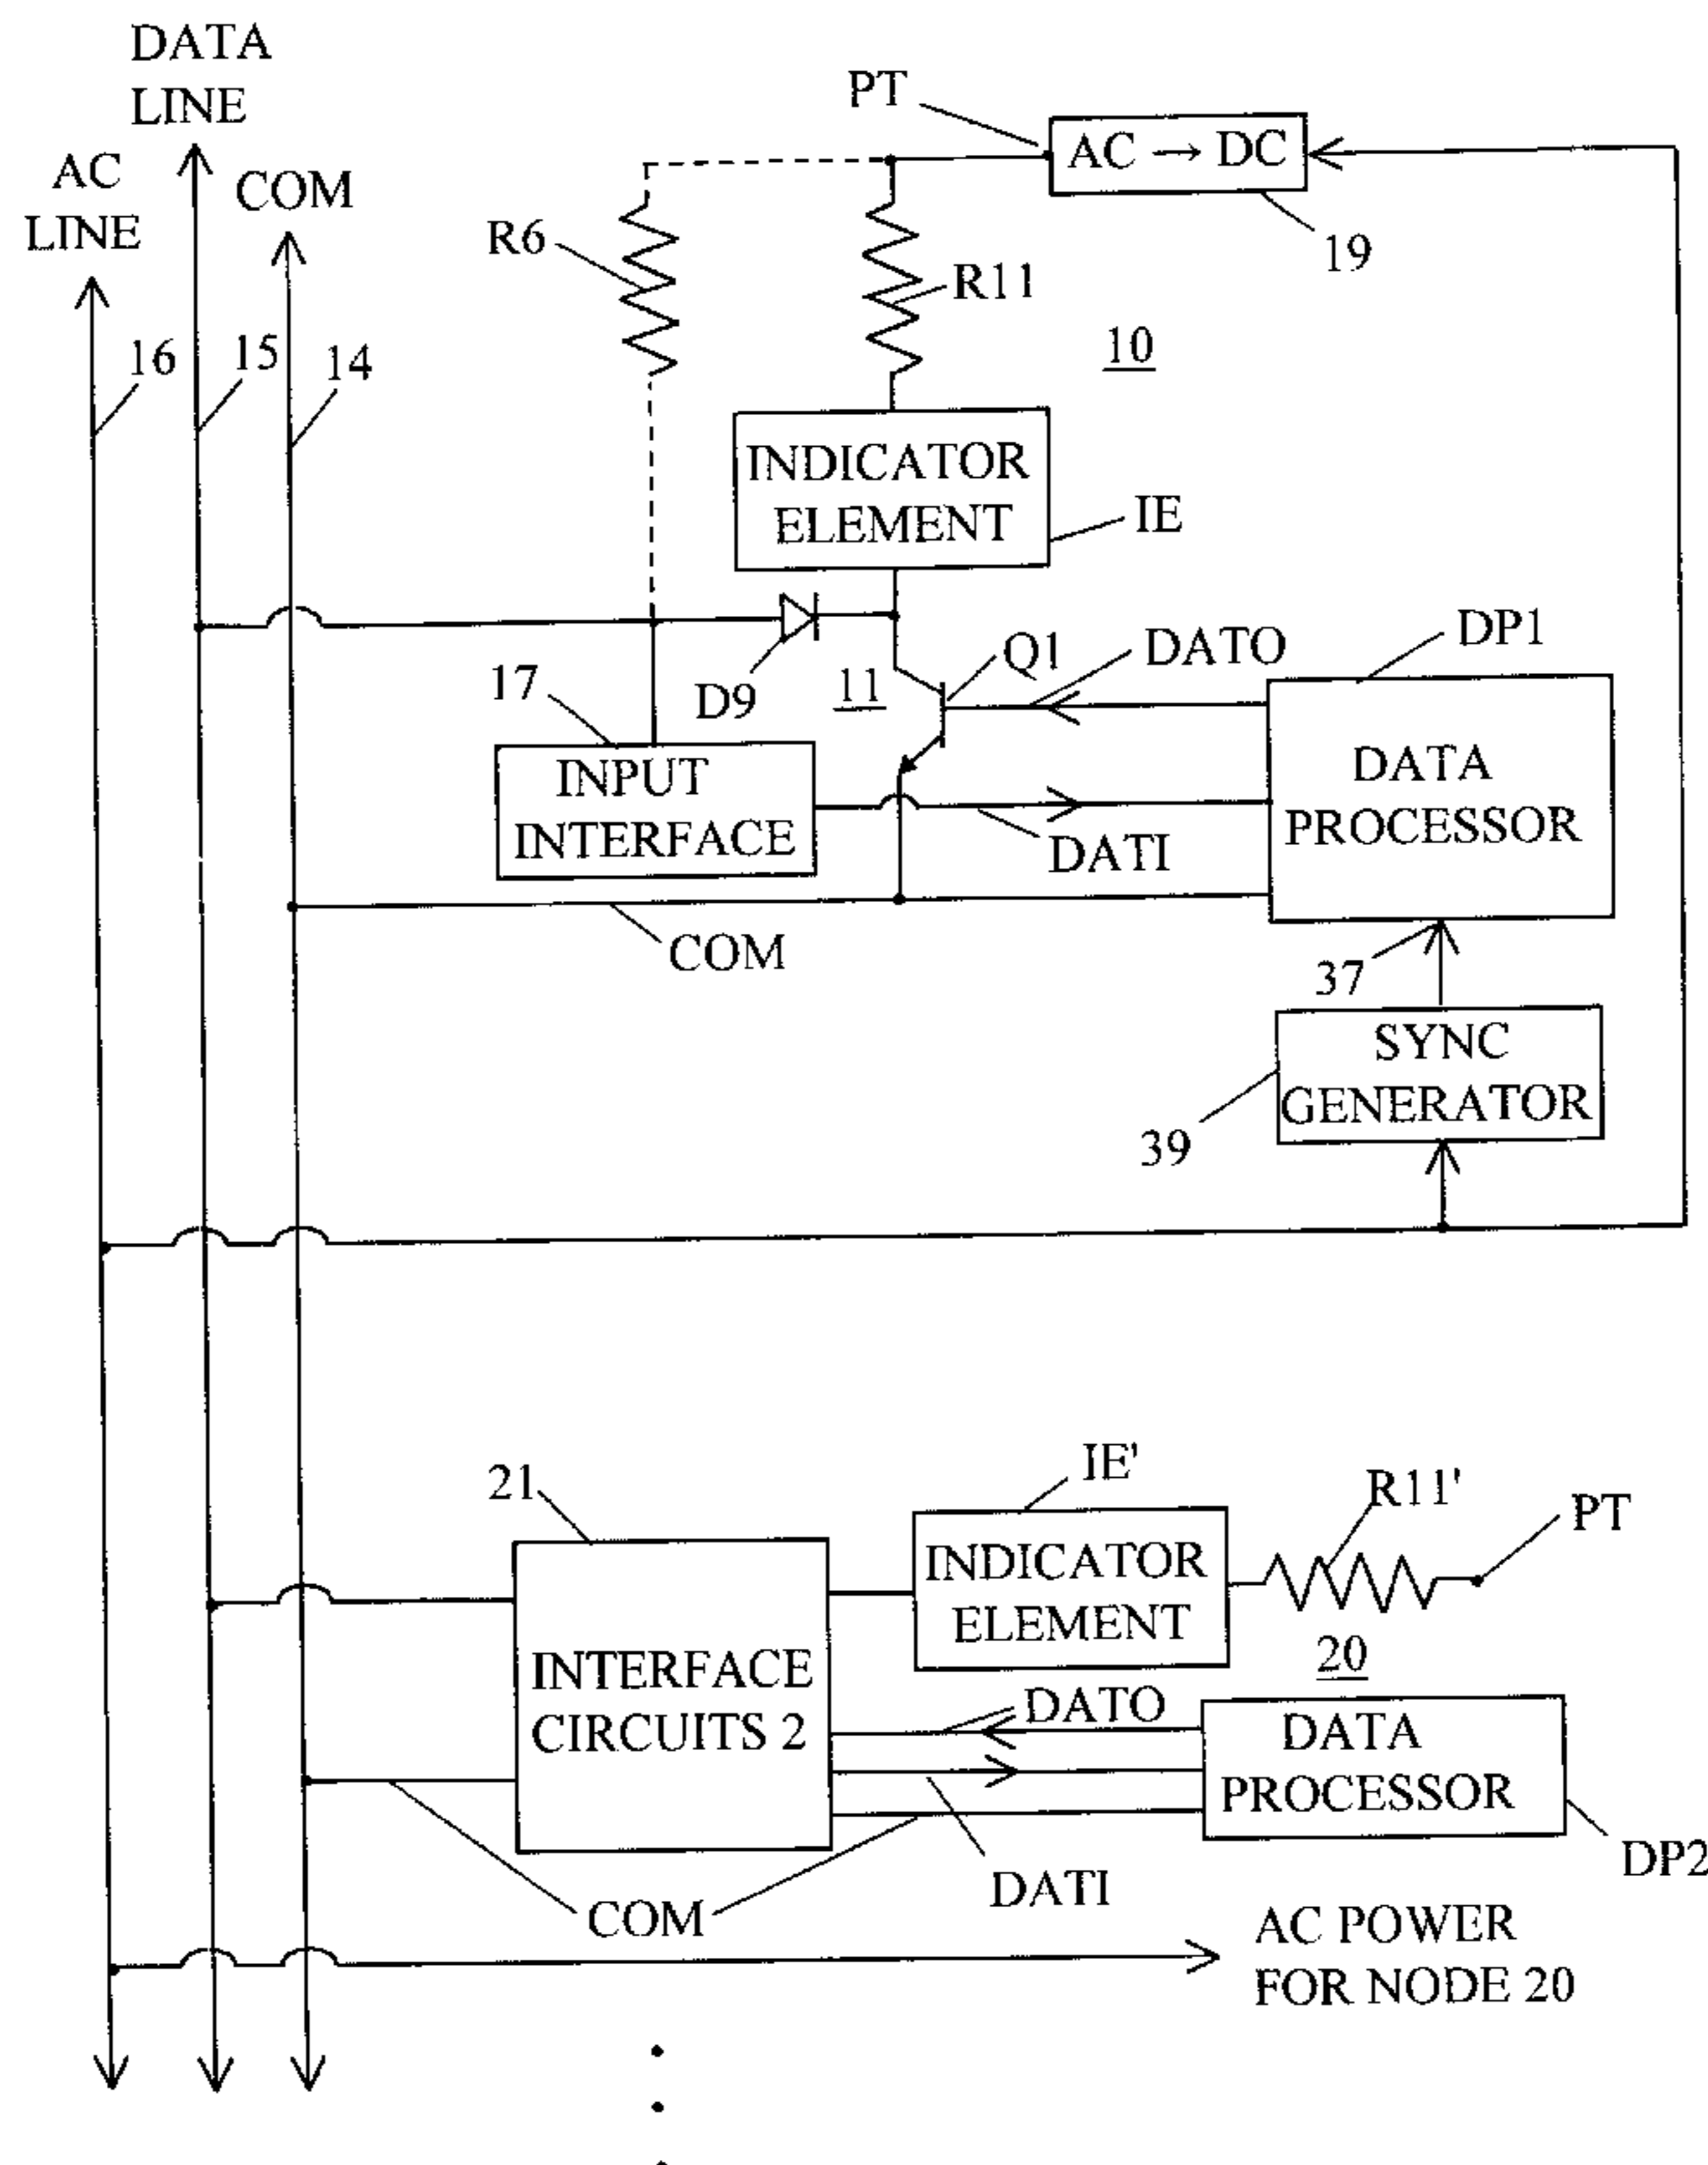 DATA
LINE
AC
LINE
COM
PT
AC → DC
19
R6
R11
10
16
15
14
INDICATOR
ELEMENT
IE
DP1
Q1
DATO
17
D9
11
INPUT
INTERFACE
DATA
PROCESSOR
DATI
COM
37
SYNC
GENERATOR
39
IE'
R11'
PT
21
INDICATOR
ELEMENT
20
INTERFACE
CIRCUITS 2
DATO
DATA
PROCESSOR
DP2
DATI
COM
AC POWER
FOR NODE 20